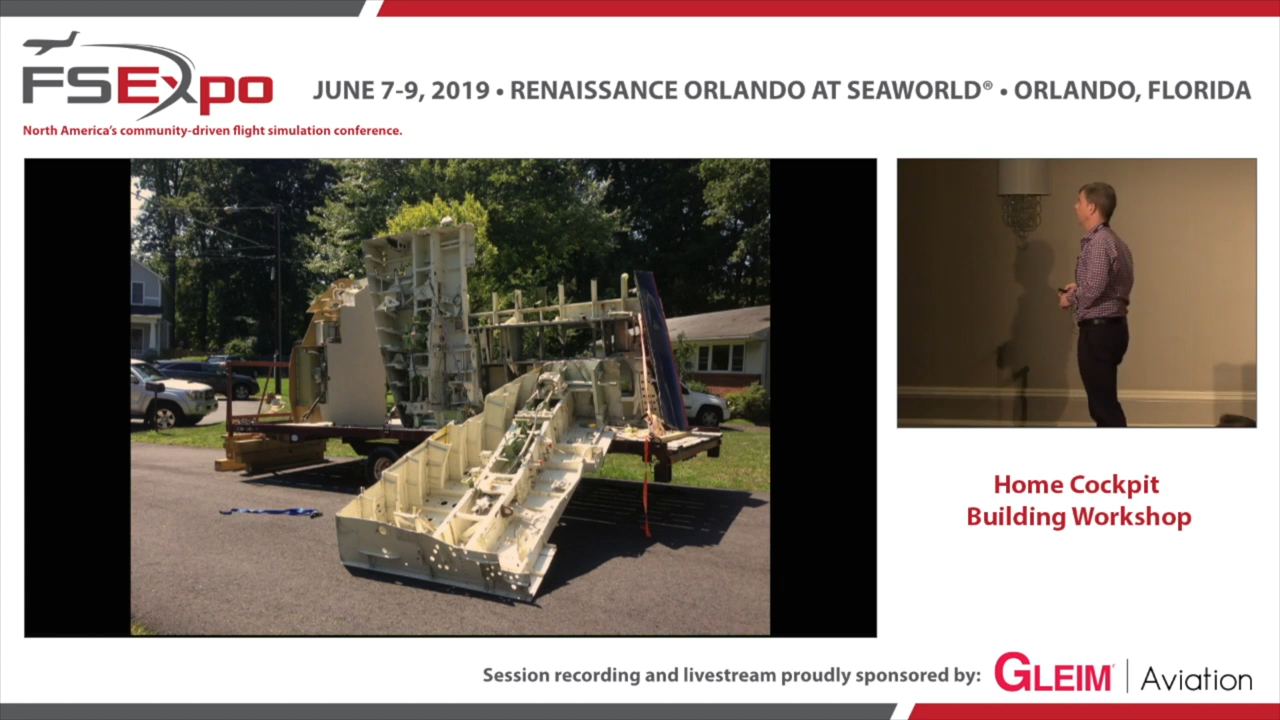 FSExpo
JUNE 7-9, 2019 • RENAISSANCE ORLANDO AT SEAWORLD® • ORLANDO, FLORIDA
North America's community-driven flight simulation conference.
Home Cockpit
Building Workshop
Session recording and livestream proudly sponsored by:
GLEIM® | Aviation